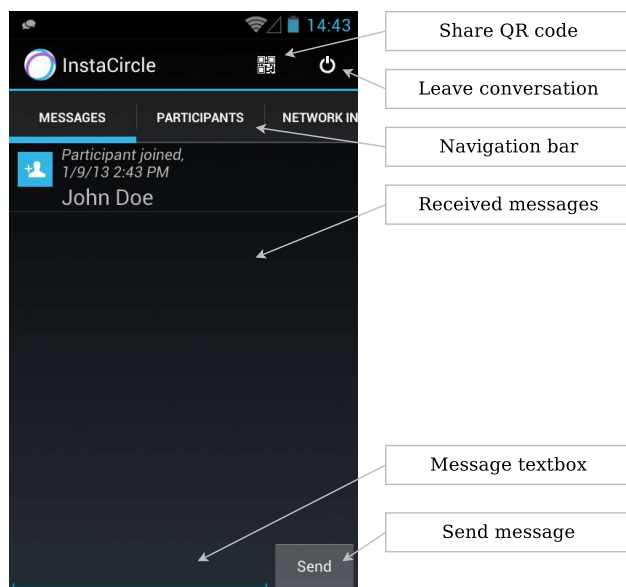 14:43
Share QR code
InstaCircle
Leave conversation
MESSAGES PARTICIPANTS NETWORK IN
Navigation bar
Participant joined,
1/9/13 2:43 PM
John Doe
Received messages
Message textbox
Send message
Send